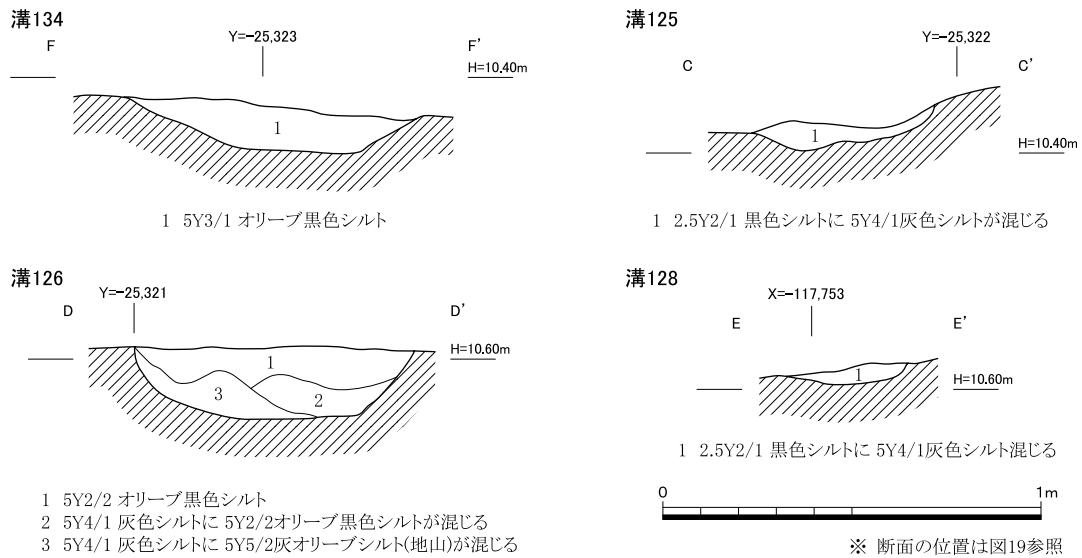 溝134
F
Y=-25,323
F'
H=10.40m
1
1 5Y3/1 オリーブ黒色シルト
溝125
C
Y=-25,322
C'
H=10.40m
1
1 2.5Y2/1 黒色シルトに 5Y4/1灰色シルトが混じる
溝126
D
Y=-25,321
D'
H=10.60m
1
3
2
1 5Y2/2 オリーブ黒色シルト
2 5Y4/1 灰色シルトに 5Y2/2オリーブ黒色シルトが混じる
3 5Y4/1 灰色シルトに 5Y5/2灰オリーブシルト(地山)が混じる
溝128
E
X=-117,753
E'
H=10.60m
1
1 2.5Y2/1 黒色シルトに 5Y4/1灰色シルト混じる
0 1m
※ 断面の位置は図19参照